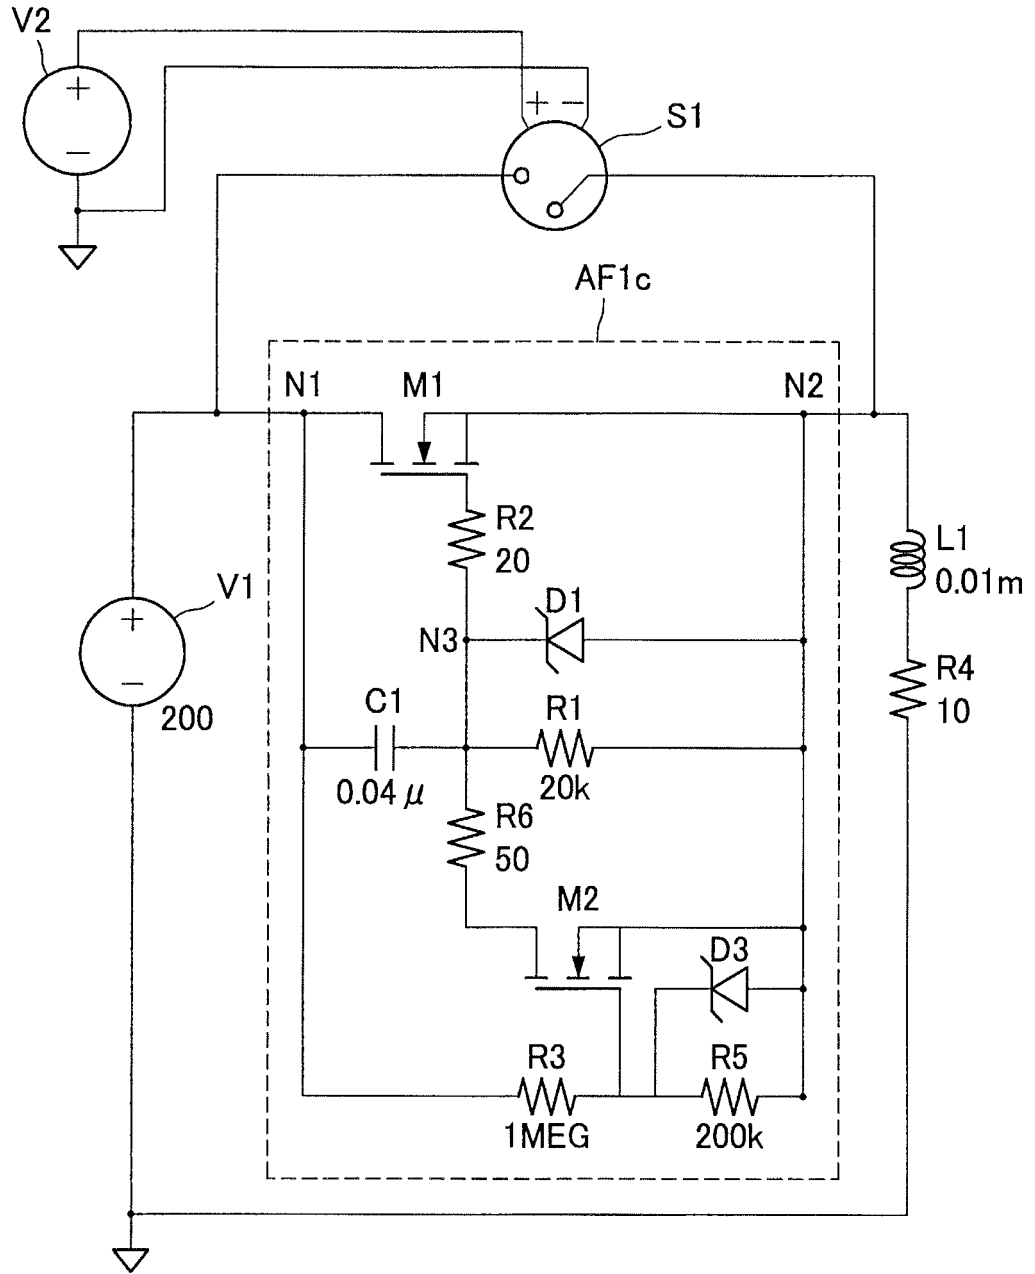 V2
+
−
+ −
S1
AF1c
N1
M1
N2
R2
20
L1
0.01m
V1
+
−
200
D1
N3
R4
10
C1
0.04 μ
R1
20k
R6
50
M2
D3
R3
1MEG
R5
200k